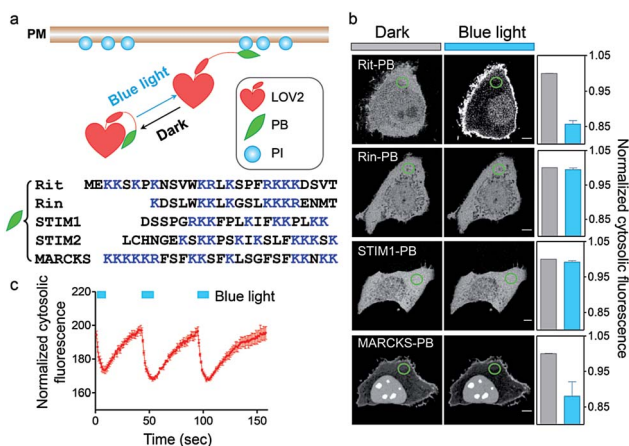 a
PM
Blue light
Dark
LOV2
PB
PI
Rit MEKKSKPKNSVWKRLKSPFRKKKDSVT
Rin KDSLWKKLKGSLKKKRENMT
STIM1 DSSPGRKKFPLKIFKKPLKK
STIM2 LCHNGEKSKKPSKIKSLFKKKSK
MARCKS KKKKKRFSFKKSFKLSGFSFKKNKK
c
Blue light
Normalized cytosolic
fluorescence
220
200
180
160
0
50
100
150
Time (sec)
b
Dark
Blue light
Rit-PB
1.05
0.95
0.85
Rin-PB
1.05
0.95
0.85
STIM1-PB
1.05
0.95
0.85
MARCKS-PB
1.05
0.95
0.85
Normalized cytosolic fluorescence